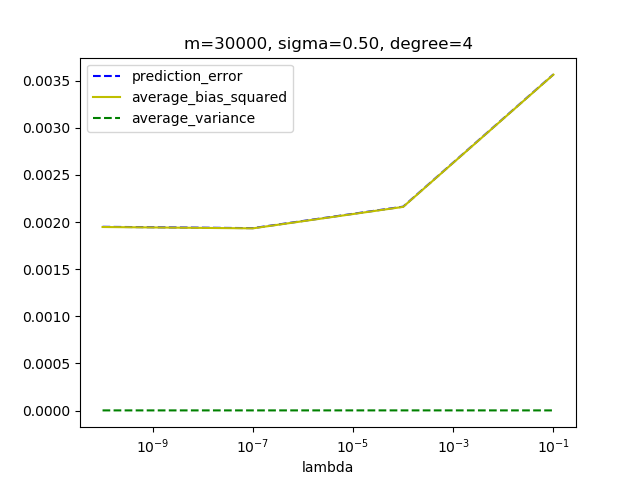 m=30000, sigma=0.50, degree=4
prediction_error
average_bias_squared
average_variance
0.0035
0.0030
0.0025
0.0020
0.0015
0.0010
0.0005
0.0000
10⁻⁹ 10⁻⁷ 10⁻⁵ 10⁻³ 10⁻¹
lambda